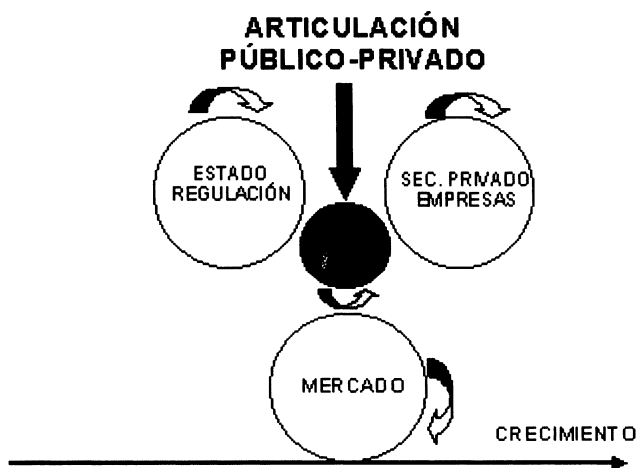 ARTICULACIÓN
PÚBLICO-PRIVADO
ESTADO
REGULACIÓN
SEC. PRIVADO
EMPRESAS
MERCADO
CRECIMIENTO